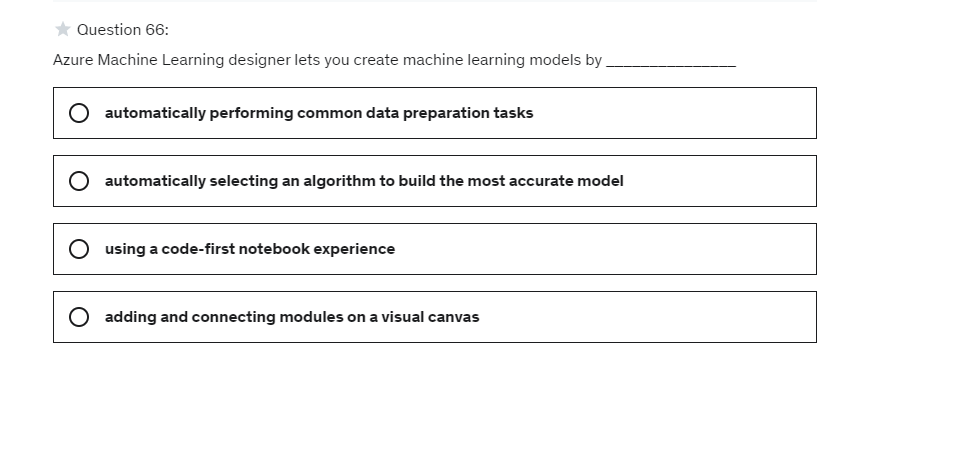 Question 66:
Azure Machine Learning designer lets you create machine learning models by _______________
automatically performing common data preparation tasks
automatically selecting an algorithm to build the most accurate model
using a code-first notebook experience
adding and connecting modules on a visual canvas